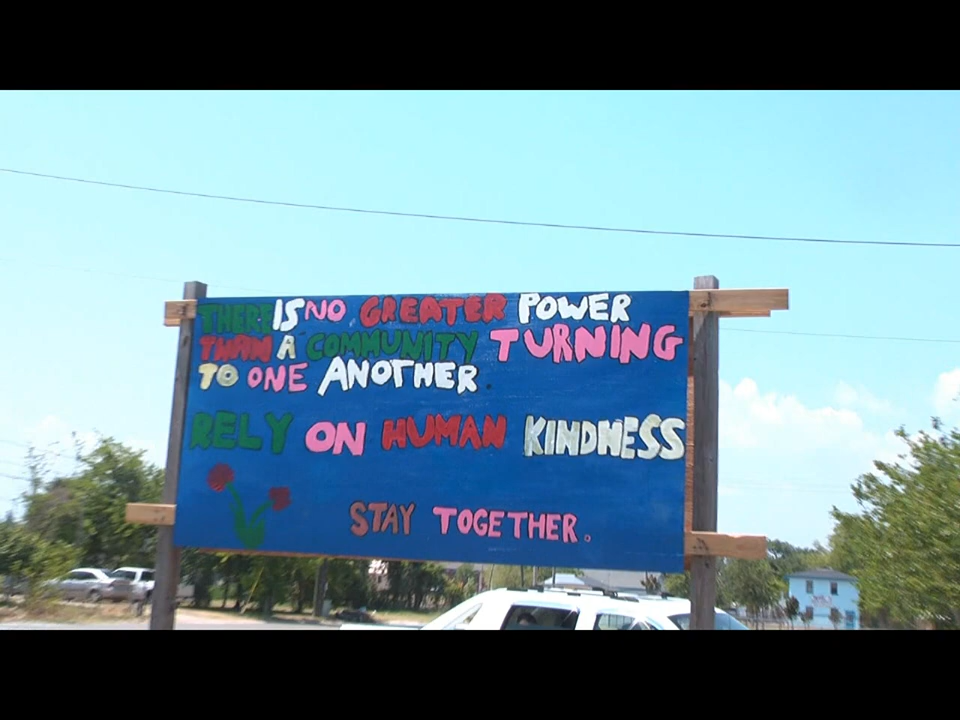 THERE IS NO GREATER POWER
THAN A COMMUNITY TURNING
TO ONE ANOTHER.
RELY ON HUMAN KINDNESS
STAY TOGETHER.